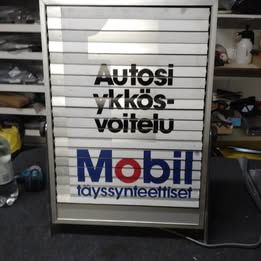 Autosi
ykkös-
voitelu
Mobil
täyssynteettiset